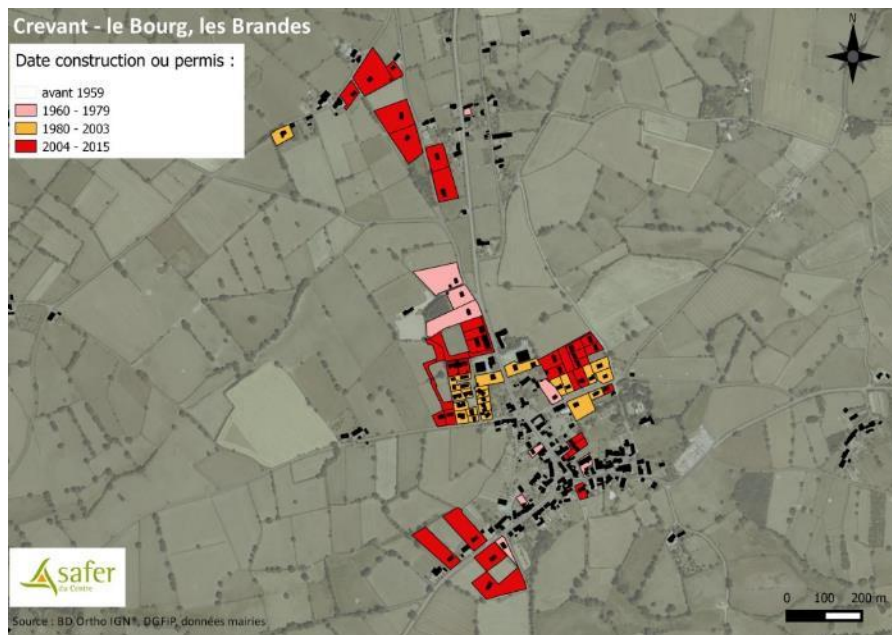 Crevant - le Bourg, les Brandes
Date construction ou permis :
avant 1959
1960 - 1979
1980 - 2003
2004 - 2015
N
safer
du Centre
0 100 200 m
Source : BD Ortho IGN®, DGFiP, données mairies